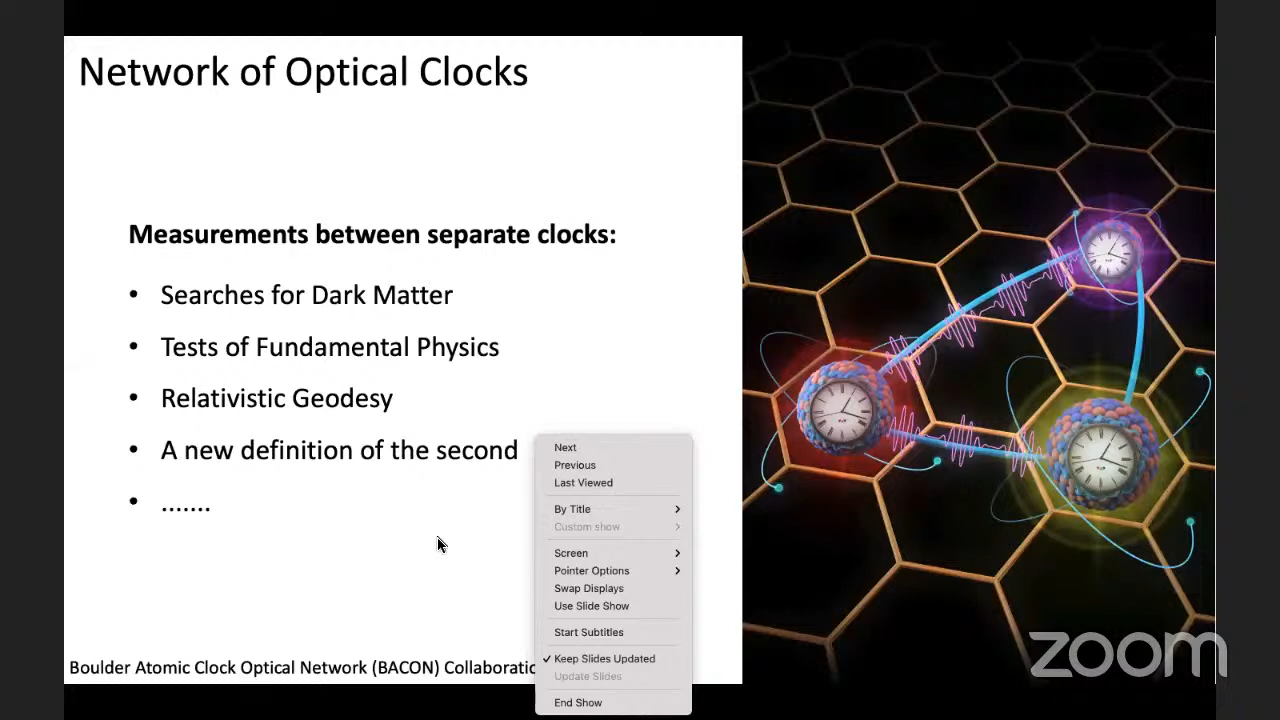 Network of Optical Clocks
Measurements between separate clocks:
• Searches for Dark Matter
• Tests of Fundamental Physics
• Relativistic Geodesy
• A new definition of the second
• .......
Boulder Atomic Clock Optical Network (BACON)
Next
Previous
Last Viewed
By Title
Custom show
Screen
Pointer Options
Swap Displays
Use Slide Show
Start Subtitles
✓ Keep Slides Updated
Update Slides
End Show
zoom